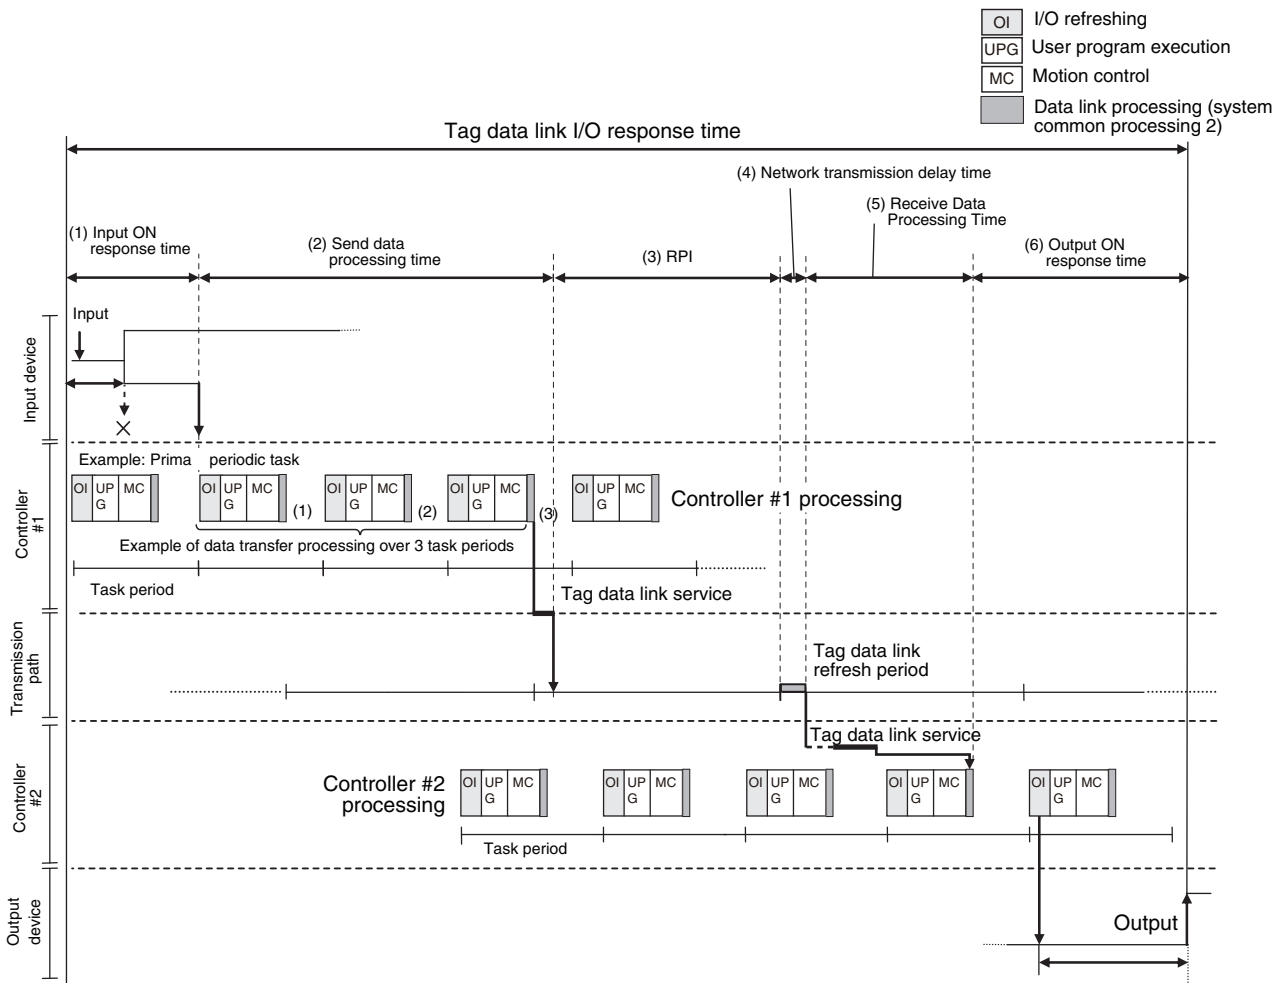 OI I/O refreshing
UPG User program execution
MC Motion control
Data link processing (system
common processing 2)
Tag data link I/O response time
(4) Network transmission delay time
(5) Receive Data
Processing Time
(1) Input ON
response time
(2) Send data
processing time
(3) RPI
(6) Output ON
response time
Input device
Input
Controller
#1
Example: Prima periodic task
OI UP
G MC
OI UP
G MC
(1)
OI UP
G MC
(2)
OI UP
G MC
(3)
OI UP
G MC
Controller #1 processing
Example of data transfer processing over 3 task periods
Task period
Tag data link service
Transmission
path
Tag data link
refresh period
Tag data link service
Controller
#2
Controller #2
processing
OI UP
G MC
OI UP
G MC
OI UP
G MC
OI UP
G MC
OI UP
G MC
Task period
Output
device
Output